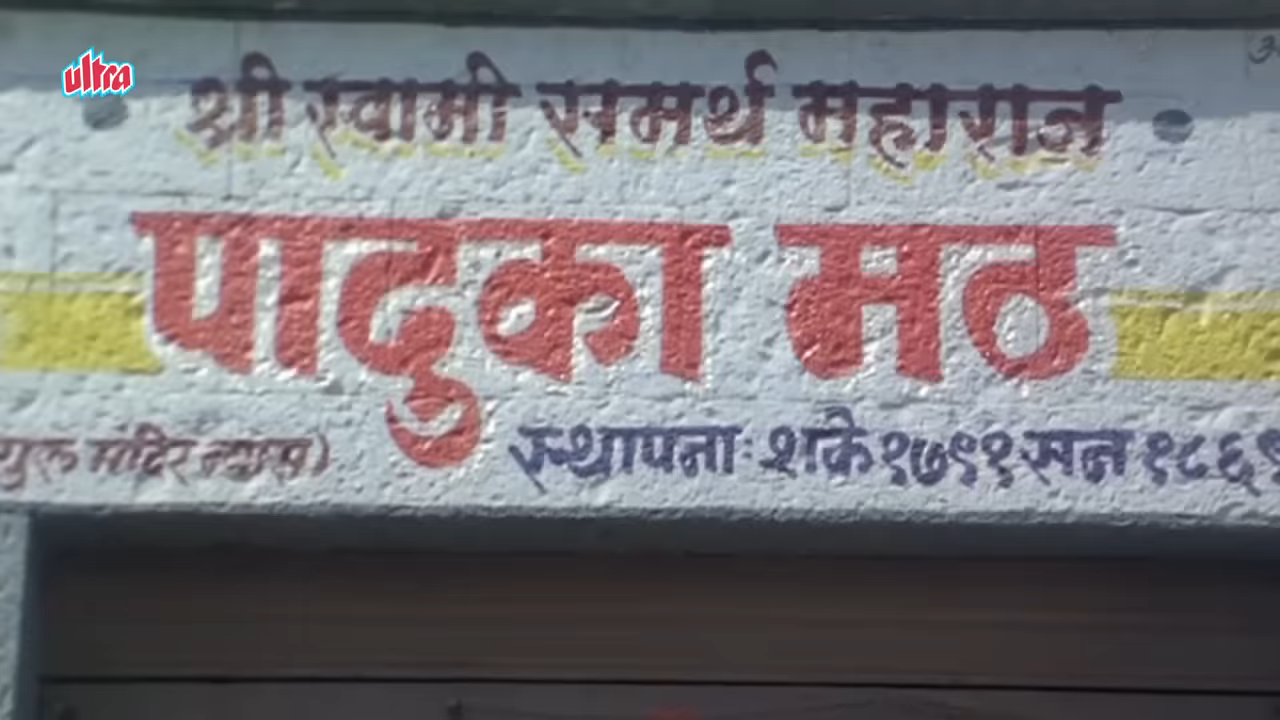 ultra
श्री स्वामी समर्थ महाराज
पादुका मठ
गुरु मंदिर न्यास)
स्थापनाः शके १७९१ सन १८६९